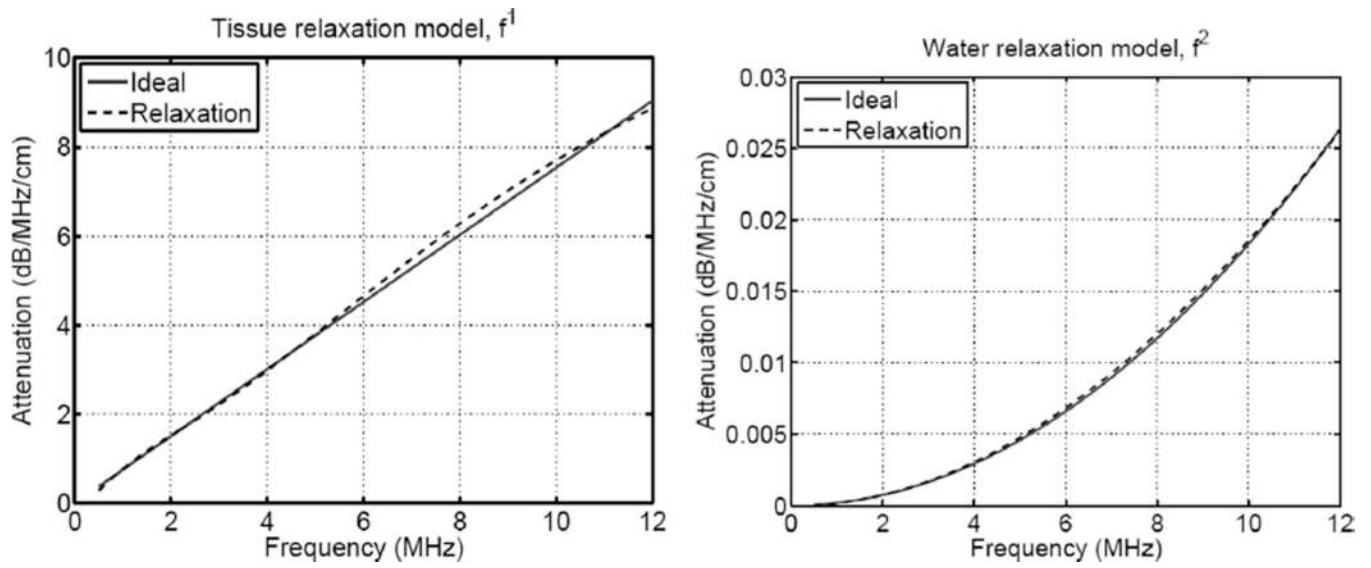 Tissue relaxation model, f¹
10
8
6
4
2
0
Ideal
Relaxation
Attenuation (dB/MHz/cm)
0 2 4 6 8 10 12
Frequency (MHz)
Water relaxation model, f²
0.03
0.025
0.02
0.015
0.01
0.005
0
Ideal
Relaxation
Attenuation (dB/MHz/cm)
0 2 4 6 8 10 12
Frequency (MHz)